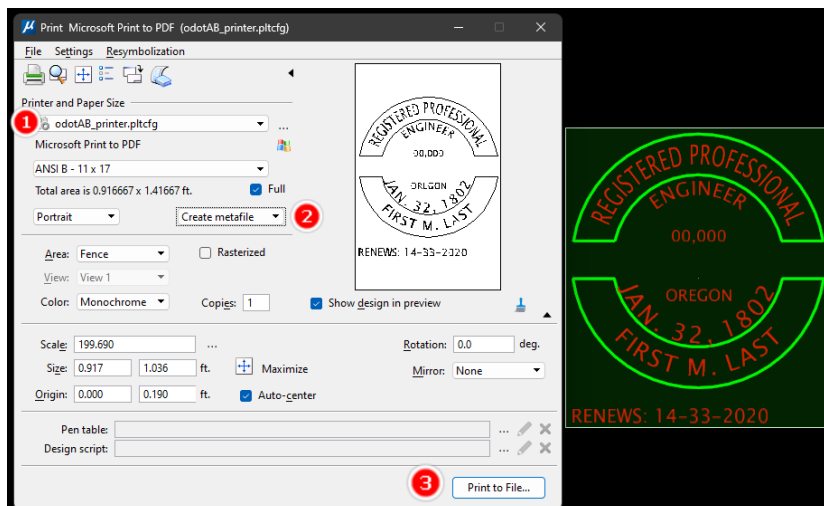 Print Microsoft Print to PDF (odotAB_printer.pltcfg)
File Settings Resymbolization
Printer and Paper Size
1 odotAB_printer.pltcfg ...
Microsoft Print to PDF
ANSI B - 11 x 17
Total area is 0.916667 x 1.41667 ft. Full
Portrait Create metafile 2
Area: Fence Rasterized
View: View 1
Color: Monochrome Copies: 1 Show design in preview
REGISTERED PROFESSIONAL
ENGINEER
00,000
OREGON
JAN. 32, 1802
FIRST M. LAST
RENEWS: 14-33-2020
Scale: 199.690 ... Rotation: 0.0 deg.
Size: 0.917 1.036 ft. Maximize Mirror: None
Origin: 0.000 0.190 ft. Auto-center
Pen table: ...
Design script: ...
3 Print to File...
REGISTERED PROFESSIONAL
ENGINEER
00,000
OREGON
JAN. 32, 1802
FIRST M. LAST
RENEWS: 14-33-2020